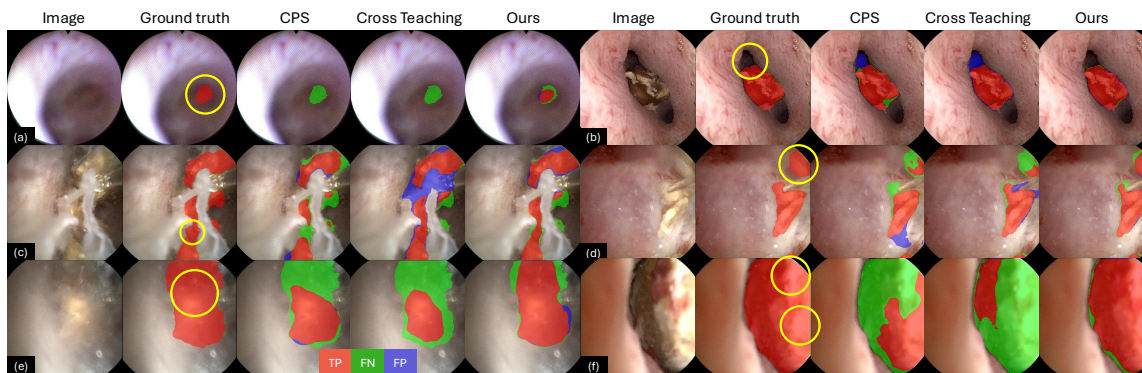 Image Ground truth CPS Cross Teaching Ours Image Ground truth CPS Cross Teaching Ours
(a) (b)
(c) (d)
(e) TP FN FP (f)